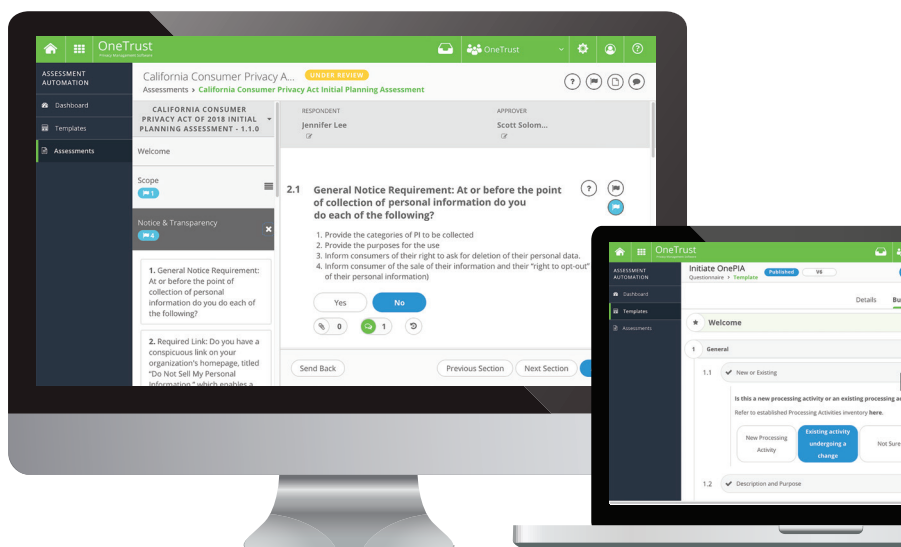 OneTrust
Privacy Management Software
OneTrust
ASSESSMENT
AUTOMATION
Dashboard
Templates
Assessments
California Consumer Privacy A...
UNDER REVIEW
Assessments › California Consumer Privacy Act Initial Planning Assessment
CALIFORNIA CONSUMER
PRIVACY ACT OF 2018 INITIAL
PLANNING ASSESSMENT - 1.1.0
Welcome
Scope
1
Notice & Transparency
4
1. General Notice Requirement:
At or before the point of
collection of personal
information do you do each of
the following?
2. Required Link: Do you have a
conspicuous link on your
organization's homepage, titled
"Do Not Sell My Personal
Information," which enables a
RESPONDENT
Jennifer Lee
APPROVER
Scott Solom...
2.1 General Notice Requirement: At or before the point
of collection of personal information do you
do each of the following?
1. Provide the categories of PI to be collected
2. Provide the purposes for the use
3. Inform consumers of their right to ask for deletion of their personal data.
4. Inform consumer of the sale of their information and their "right to opt-out"
of their personal information)
Yes
No
0
1
Send Back
Previous Section
Next Section
OneTrust
ASSESSMENT
AUTOMATION
Dashboard
Templates
Assessments
Initiate OnePIA
Published
V6
Questionnaire › Template
Details
Bu
Welcome
1 General
1.1 New or Existing
Is this a new processing activity or an existing processing a
Refer to established Processing Activities inventory here.
New Processing
Activity
Existing activity
undergoing a
change
Not Sure
1.2 Description and Purpose